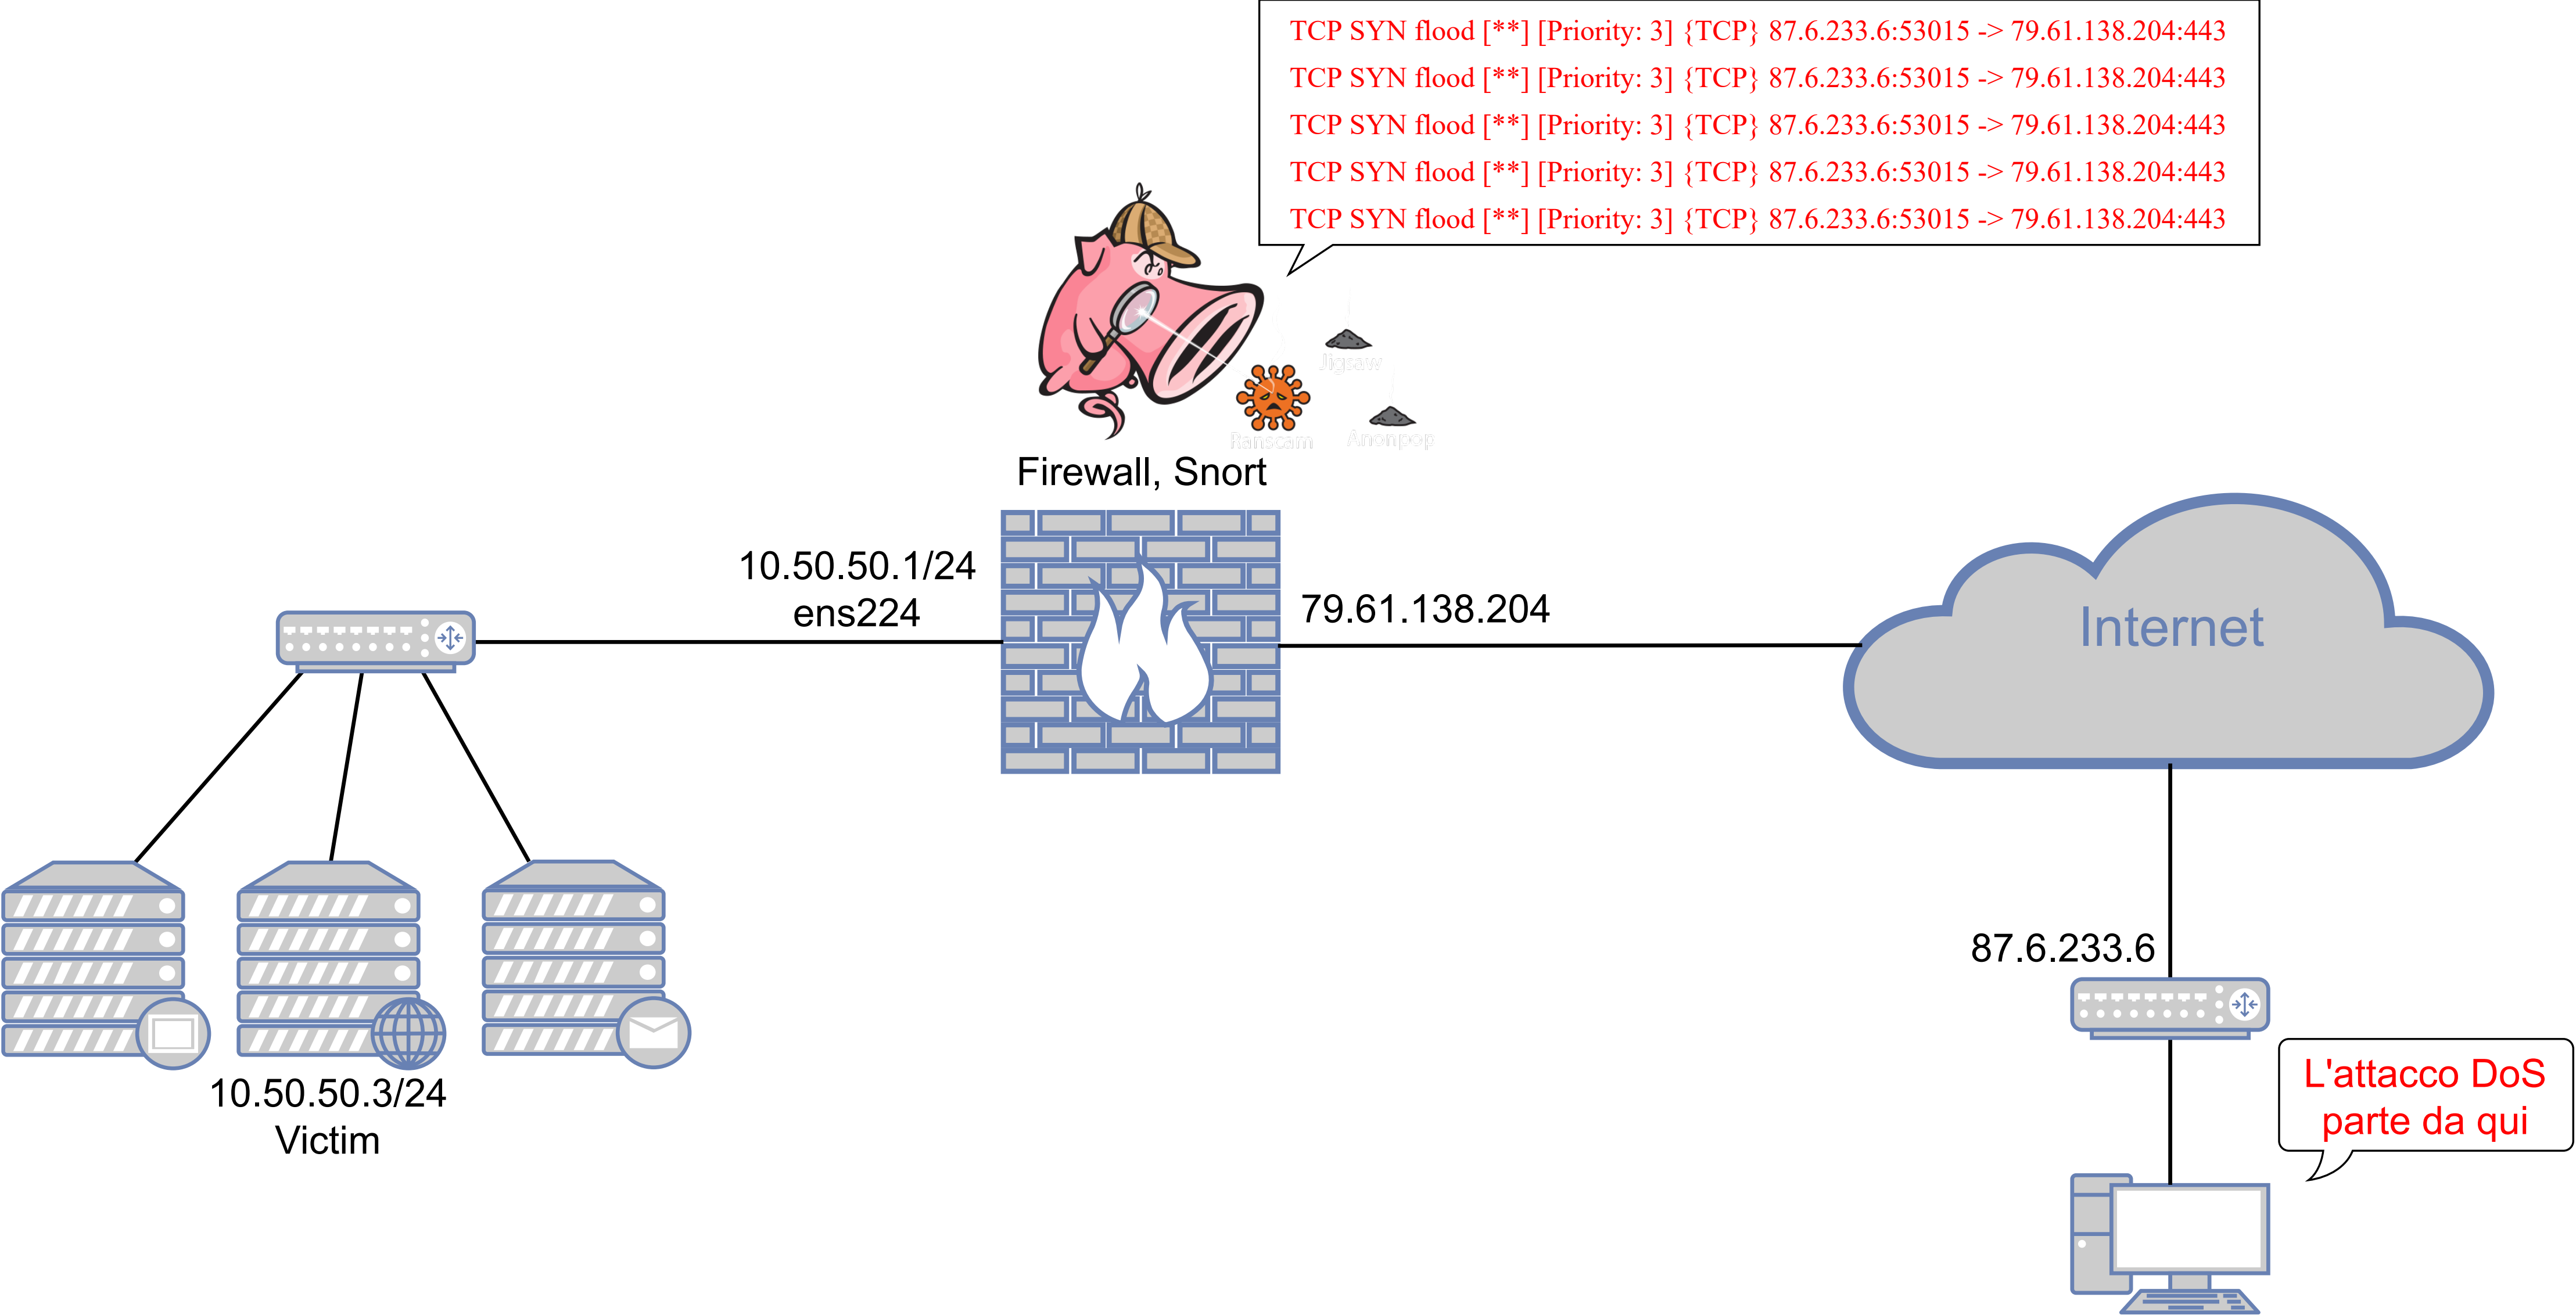 TCP SYN flood [**] [Priority: 3] {TCP} 87.6.233.6:53015 -> 79.61.138.204:443
TCP SYN flood [**] [Priority: 3] {TCP} 87.6.233.6:53015 -> 79.61.138.204:443
TCP SYN flood [**] [Priority: 3] {TCP} 87.6.233.6:53015 -> 79.61.138.204:443
TCP SYN flood [**] [Priority: 3] {TCP} 87.6.233.6:53015 -> 79.61.138.204:443
TCP SYN flood [**] [Priority: 3] {TCP} 87.6.233.6:53015 -> 79.61.138.204:443
Jigsaw
Ranscam
Anonpop
Firewall, Snort
10.50.50.1/24
ens224
79.61.138.204
Internet
87.6.233.6
L'attacco DoS
parte da qui
10.50.50.3/24
Victim